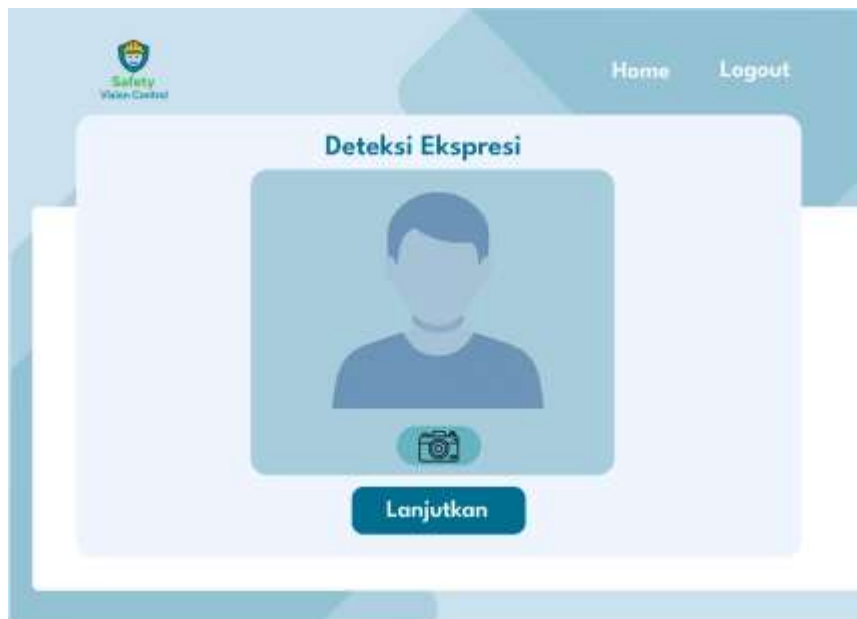 Safety
Vision Control
Home
Logout
Deteksi Ekspresi
Lanjutkan